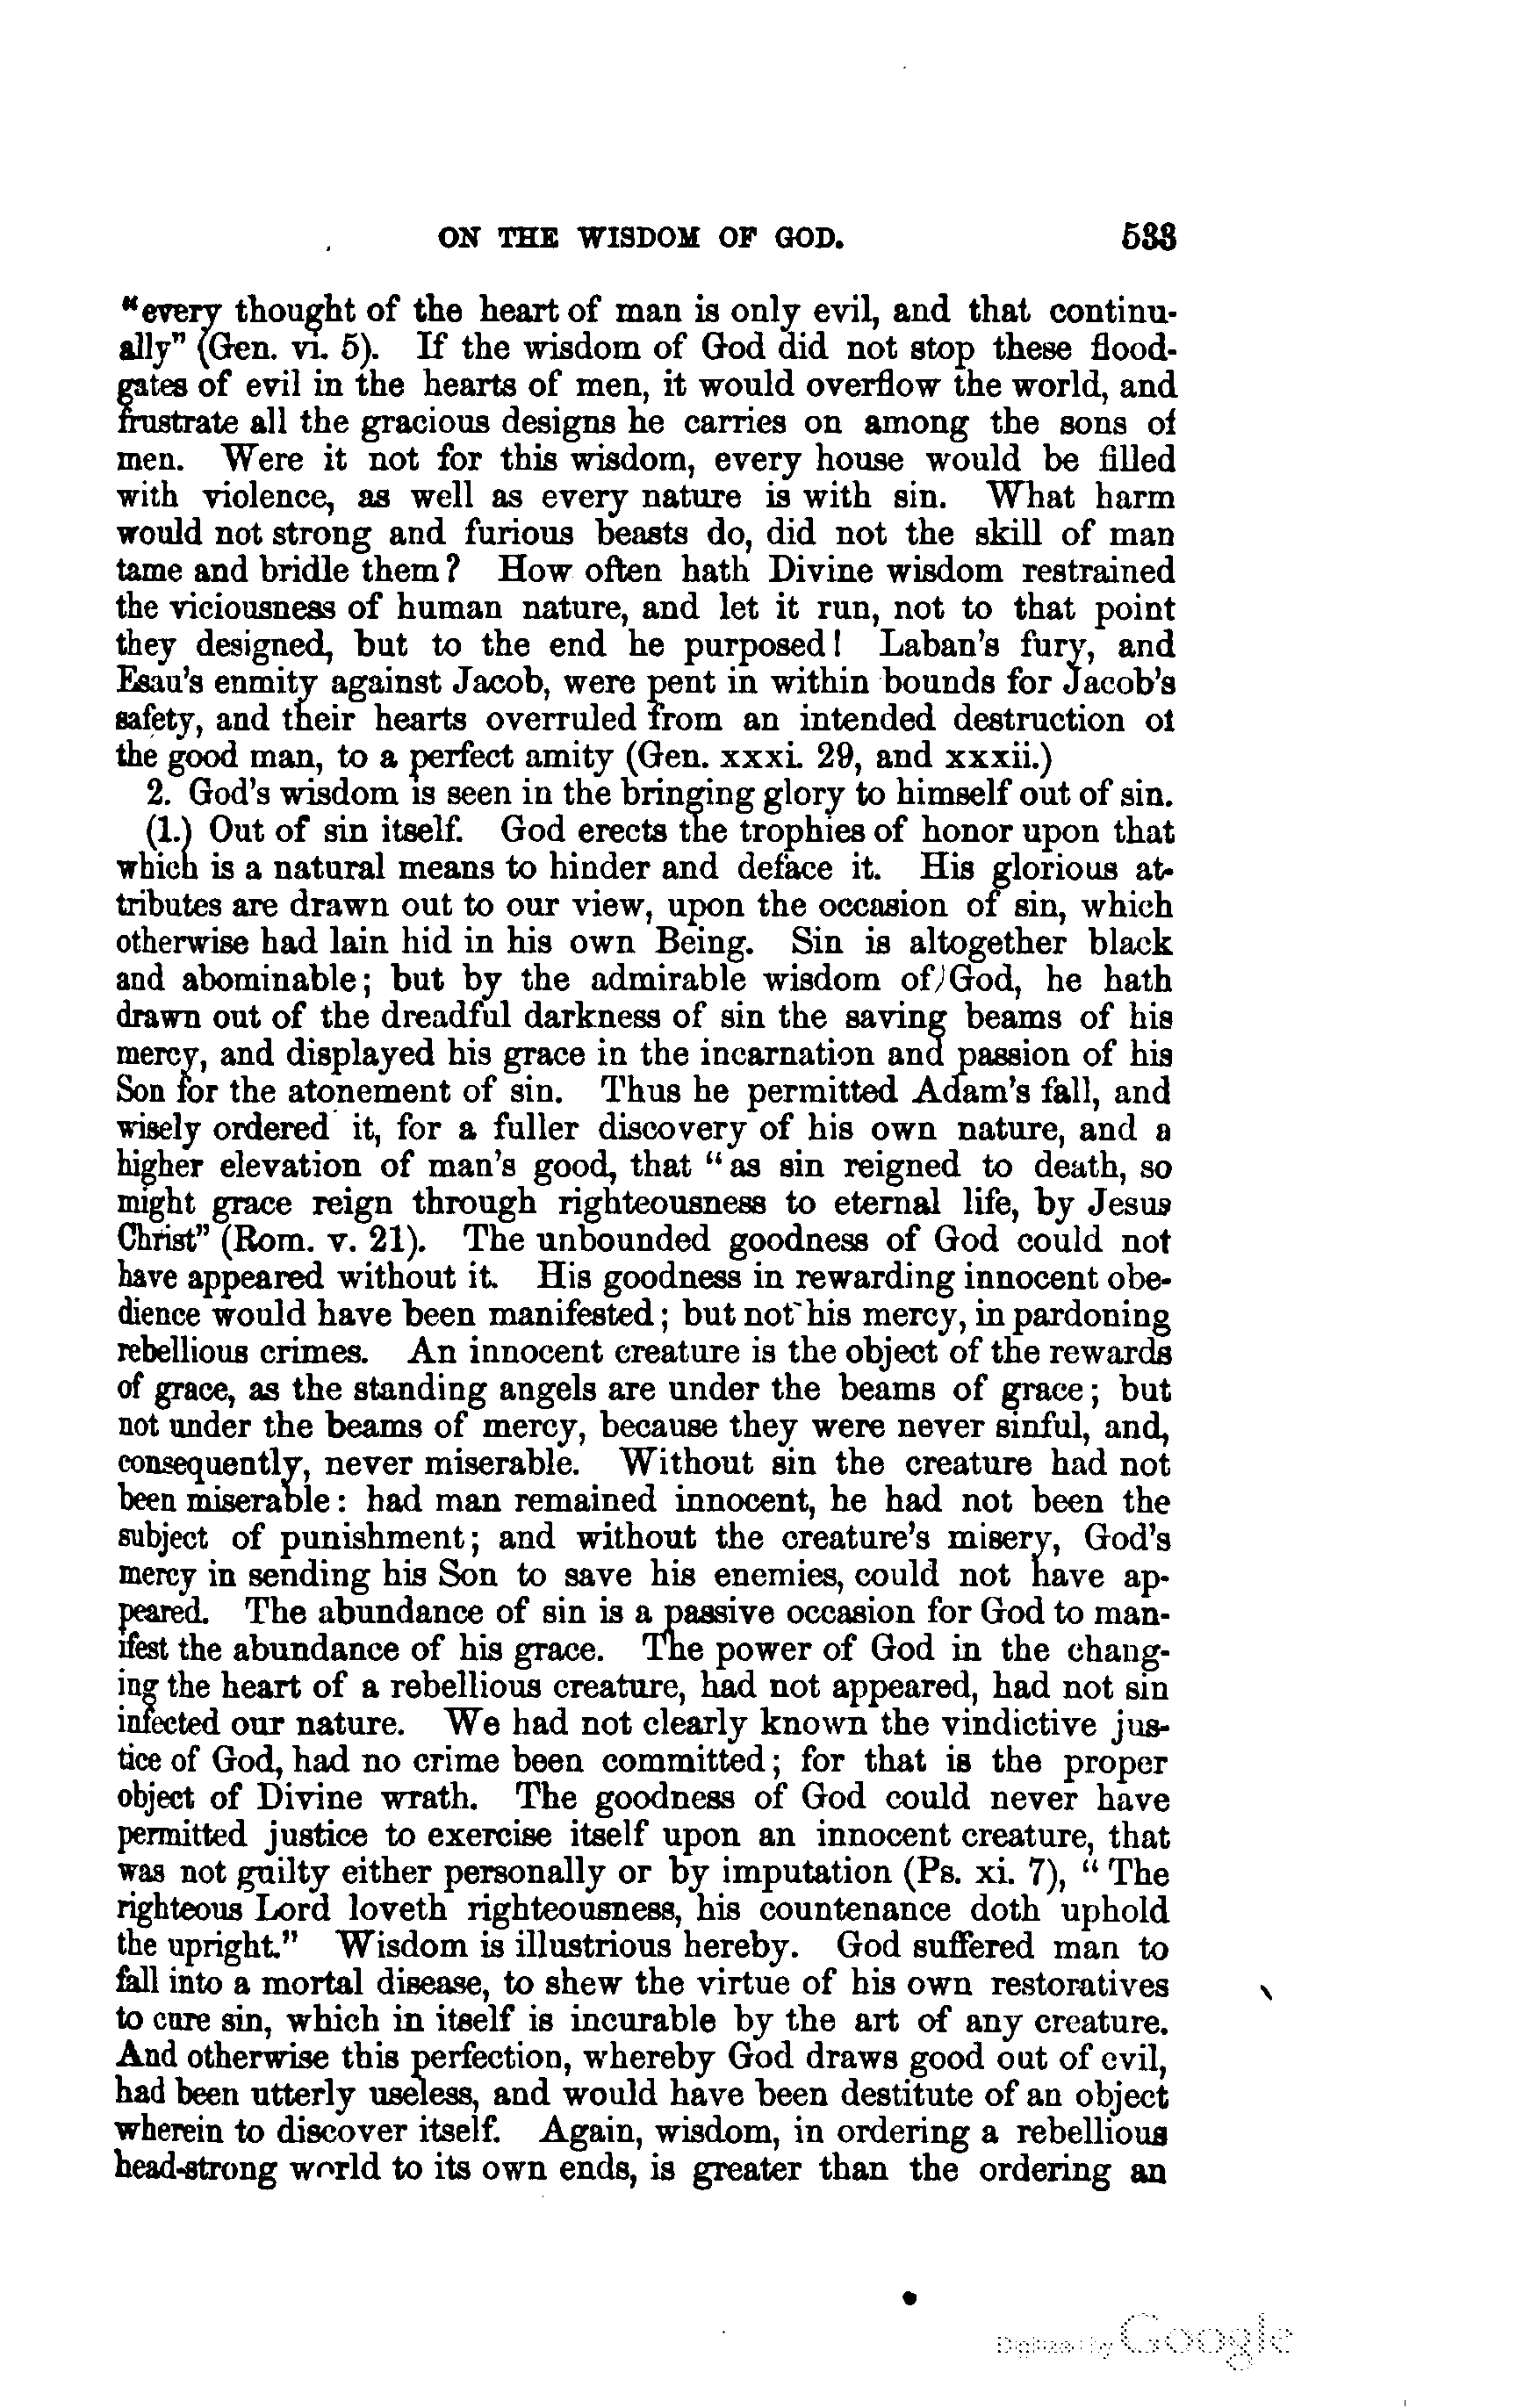 ON THE WISDOM OF GOD. 533
"every thought of the heart of man is only evil, and that continu-
ally" (Gen. vi. 5). If the wisdom of God did not stop these flood-
gates of evil in the hearts of men, it would overflow the world, and
frustrate all the gracious designs he carries on among the sons of
men. Were it not for this wisdom, every house would be filled
with violence, as well as every nature is with sin. What harm
would not strong and furious beasts do, did not the skill of man
tame and bridle them? How often hath Divine wisdom restrained
the viciousness of human nature, and let it run, not to that point
they designed, but to the end he purposed! Laban's fury, and
Esau's enmity against Jacob, were pent in within bounds for Jacob's
safety, and their hearts overruled from an intended destruction of
the good man, to a perfect amity (Gen. xxxi. 29, and xxxii.)
2. God's wisdom is seen in the bringing glory to himself out of sin.
(1.) Out of sin itself. God erects the trophies of honor upon that
which is a natural means to hinder and deface it. His glorious at-
tributes are drawn out to our view, upon the occasion of sin, which
otherwise had lain hid in his own Being. Sin is altogether black
and abominable; but by the admirable wisdom of God, he hath
drawn out of the dreadful darkness of sin the saving beams of his
mercy, and displayed his grace in the incarnation and passion of his
Son for the atonement of sin. Thus he permitted Adam's fall, and
wisely ordered it, for a fuller discovery of his own nature, and a
higher elevation of man's good, that "as sin reigned to death, so
might grace reign through righteousness to eternal life, by Jesus
Christ" (Rom. v. 21). The unbounded goodness of God could not
have appeared without it. His goodness in rewarding innocent obe-
dience would have been manifested; but not his mercy, in pardoning
rebellious crimes. An innocent creature is the object of the rewards
of grace, as the standing angels are under the beams of grace; but
not under the beams of mercy, because they were never sinful, and,
consequently, never miserable. Without sin the creature had not
been miserable: had man remained innocent, he had not been the
subject of punishment; and without the creature's misery, God's
mercy in sending his Son to save his enemies, could not have ap-
peared. The abundance of sin is a passive occasion for God to man-
ifest the abundance of his grace. The power of God in the chang-
ing the heart of a rebellious creature, had not appeared, had not sin
infected our nature. We had not clearly known the vindictive jus-
tice of God, had no crime been committed; for that is the proper
object of Divine wrath. The goodness of God could never have
permitted justice to exercise itself upon an innocent creature, that
was not guilty either personally or by imputation (Ps. xi. 7), "The
righteous Lord loveth righteousness, his countenance doth uphold
the upright." Wisdom is illustrious hereby. God suffered man to
fall into a mortal disease, to shew the virtue of his own restoratives
to cure sin, which in itself is incurable by the art of any creature.
And otherwise this perfection, whereby God draws good out of evil,
had been utterly useless, and would have been destitute of an object
wherein to discover itself. Again, wisdom, in ordering a rebellious
head-strong world to its own ends, is greater than the ordering an
Digitized by Google